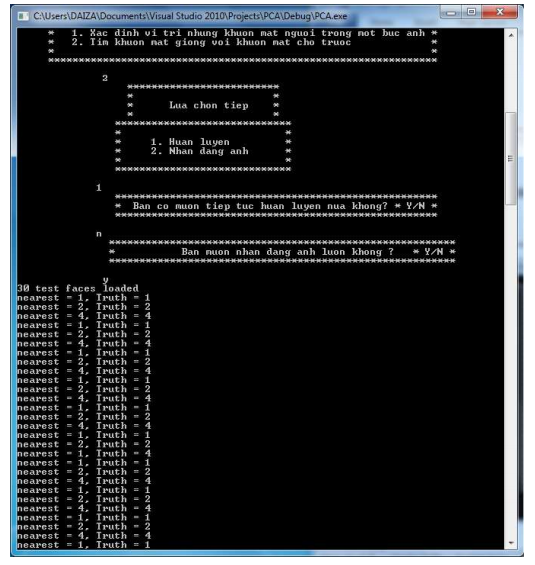 C:\Users\DAIZA\Documents\Visual Studio 2010\Projects\PCA\Debug\PCA.exe
* 1. Xac dinh vi tri nhung khuon mat nguoi trong mot buc anh *
* 2. Tim khuon mat giong voi khuon mat cho truoc *
* *
*****************************************************************
2
*************************
* *
* Lua chon tiep *
* *
*****************************
* *
* 1. Huan luyen *
* 2. Nhan dang anh *
* *
*****************************
1
******************************************************
* Ban co muon tiep tuc huan luyen nua khong? * Y/N *
******************************************************
n
**********************************************************
* Ban muon nhan dang anh luon khong ? * Y/N *
**********************************************************
y
30 test faces loaded
nearest = 1, Truth = 1
nearest = 2, Truth = 2
nearest = 4, Truth = 4
nearest = 1, Truth = 1
nearest = 2, Truth = 2
nearest = 4, Truth = 4
nearest = 1, Truth = 1
nearest = 2, Truth = 2
nearest = 4, Truth = 4
nearest = 1, Truth = 1
nearest = 2, Truth = 2
nearest = 4, Truth = 4
nearest = 1, Truth = 1
nearest = 2, Truth = 2
nearest = 4, Truth = 4
nearest = 1, Truth = 1
nearest = 2, Truth = 2
nearest = 4, Truth = 4
nearest = 1, Truth = 1
nearest = 2, Truth = 2
nearest = 4, Truth = 4
nearest = 1, Truth = 1
nearest = 2, Truth = 2
nearest = 4, Truth = 4
nearest = 1, Truth = 1
nearest = 2, Truth = 2
nearest = 4, Truth = 4
nearest = 1, Truth = 1